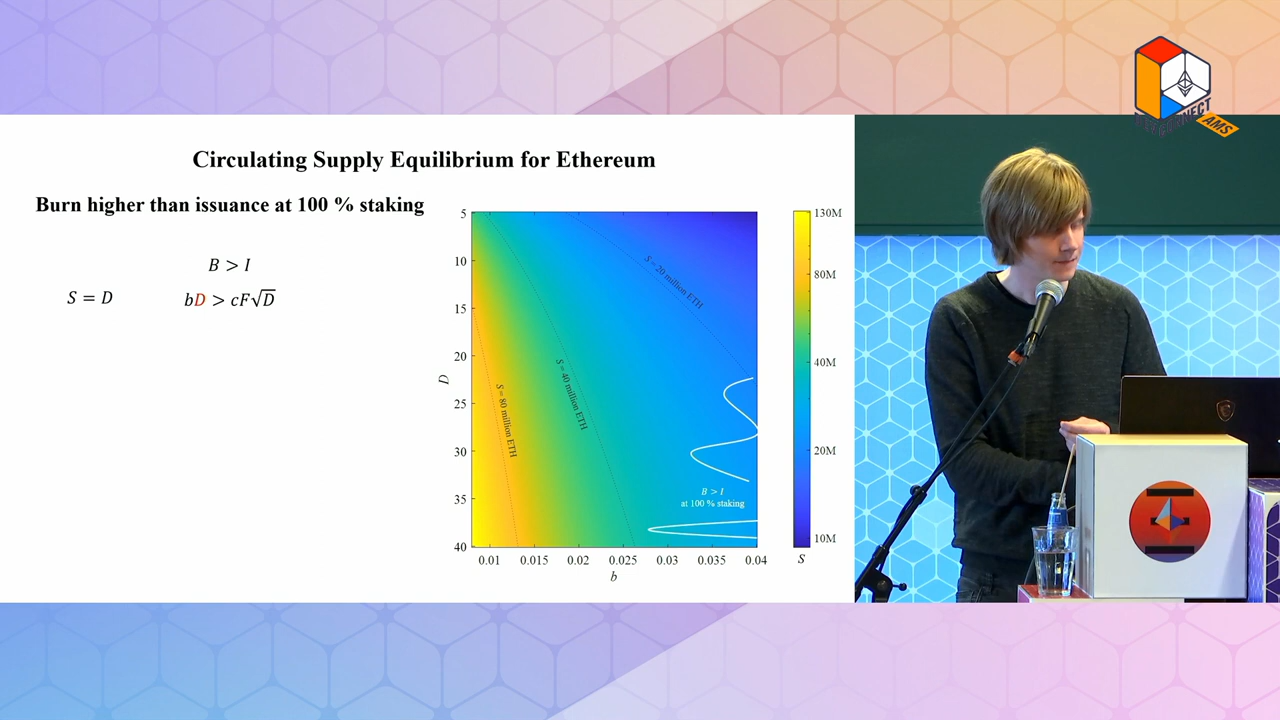 DEVCONNECT
AMS
Circulating Supply Equilibrium for Ethereum
Burn higher than issuance at 100 % staking
B > I
S = D
bD > cF√D
D
5
10
15
20
25
30
35
40
S = 20 million ETH
S = 40 million ETH
S = 80 million ETH
B > I
at 100 % staking
0.01 0.015 0.02 0.025 0.03 0.035 0.04
b
130M
80M
40M
20M
10M
S